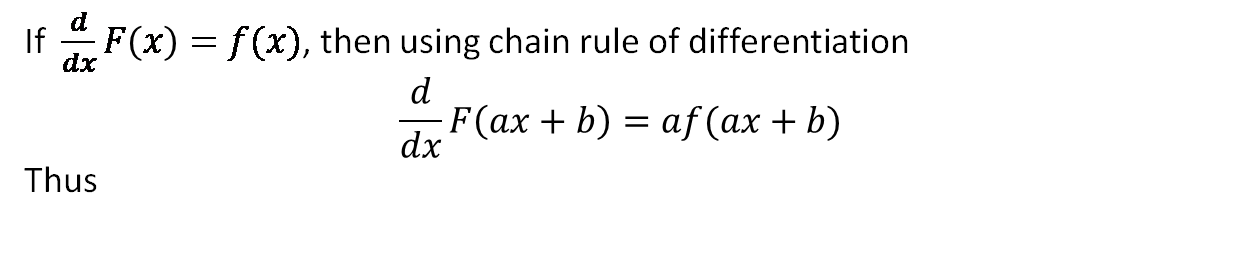 If d/dx F(x) = f(x), then using chain rule of differentiation
d/dx F(ax + b) = af(ax + b)
Thus